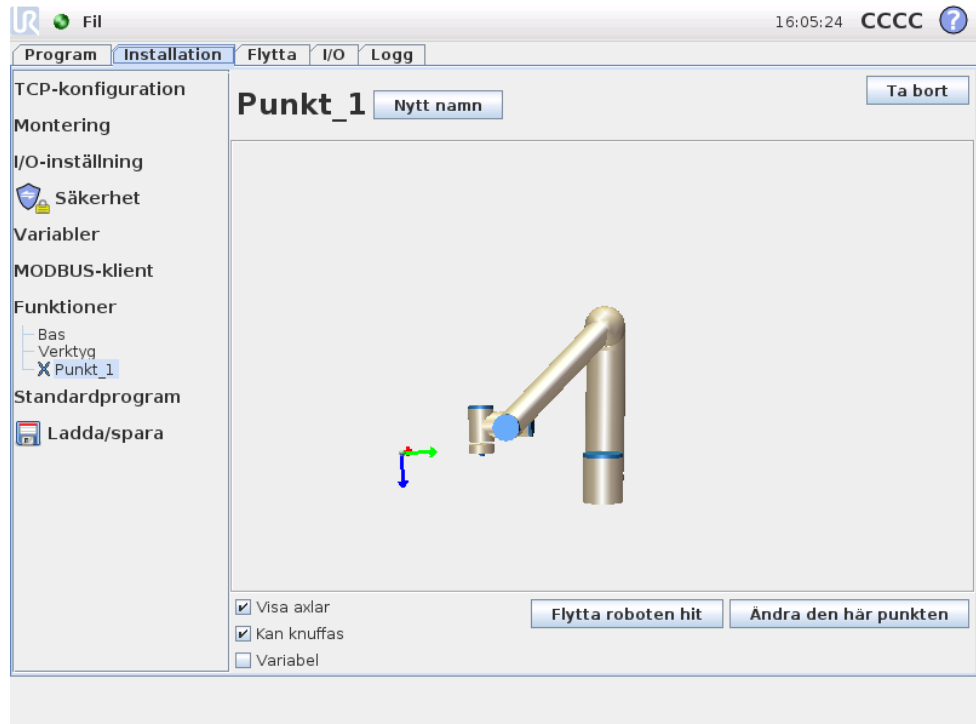 UR Fil 16:05:24 CCCC ?
Program Installation Flytta I/O Logg
TCP-konfiguration
Montering
I/O-inställning
Säkerhet
Variabler
MODBUS-klient
Funktioner
Bas
Verktyg
Punkt_1
Standardprogram
Ladda/spara
Punkt_1 Nytt namn Ta bort
Visa axlar
Kan knuffas
Variabel
Flytta roboten hit Ändra den här punkten